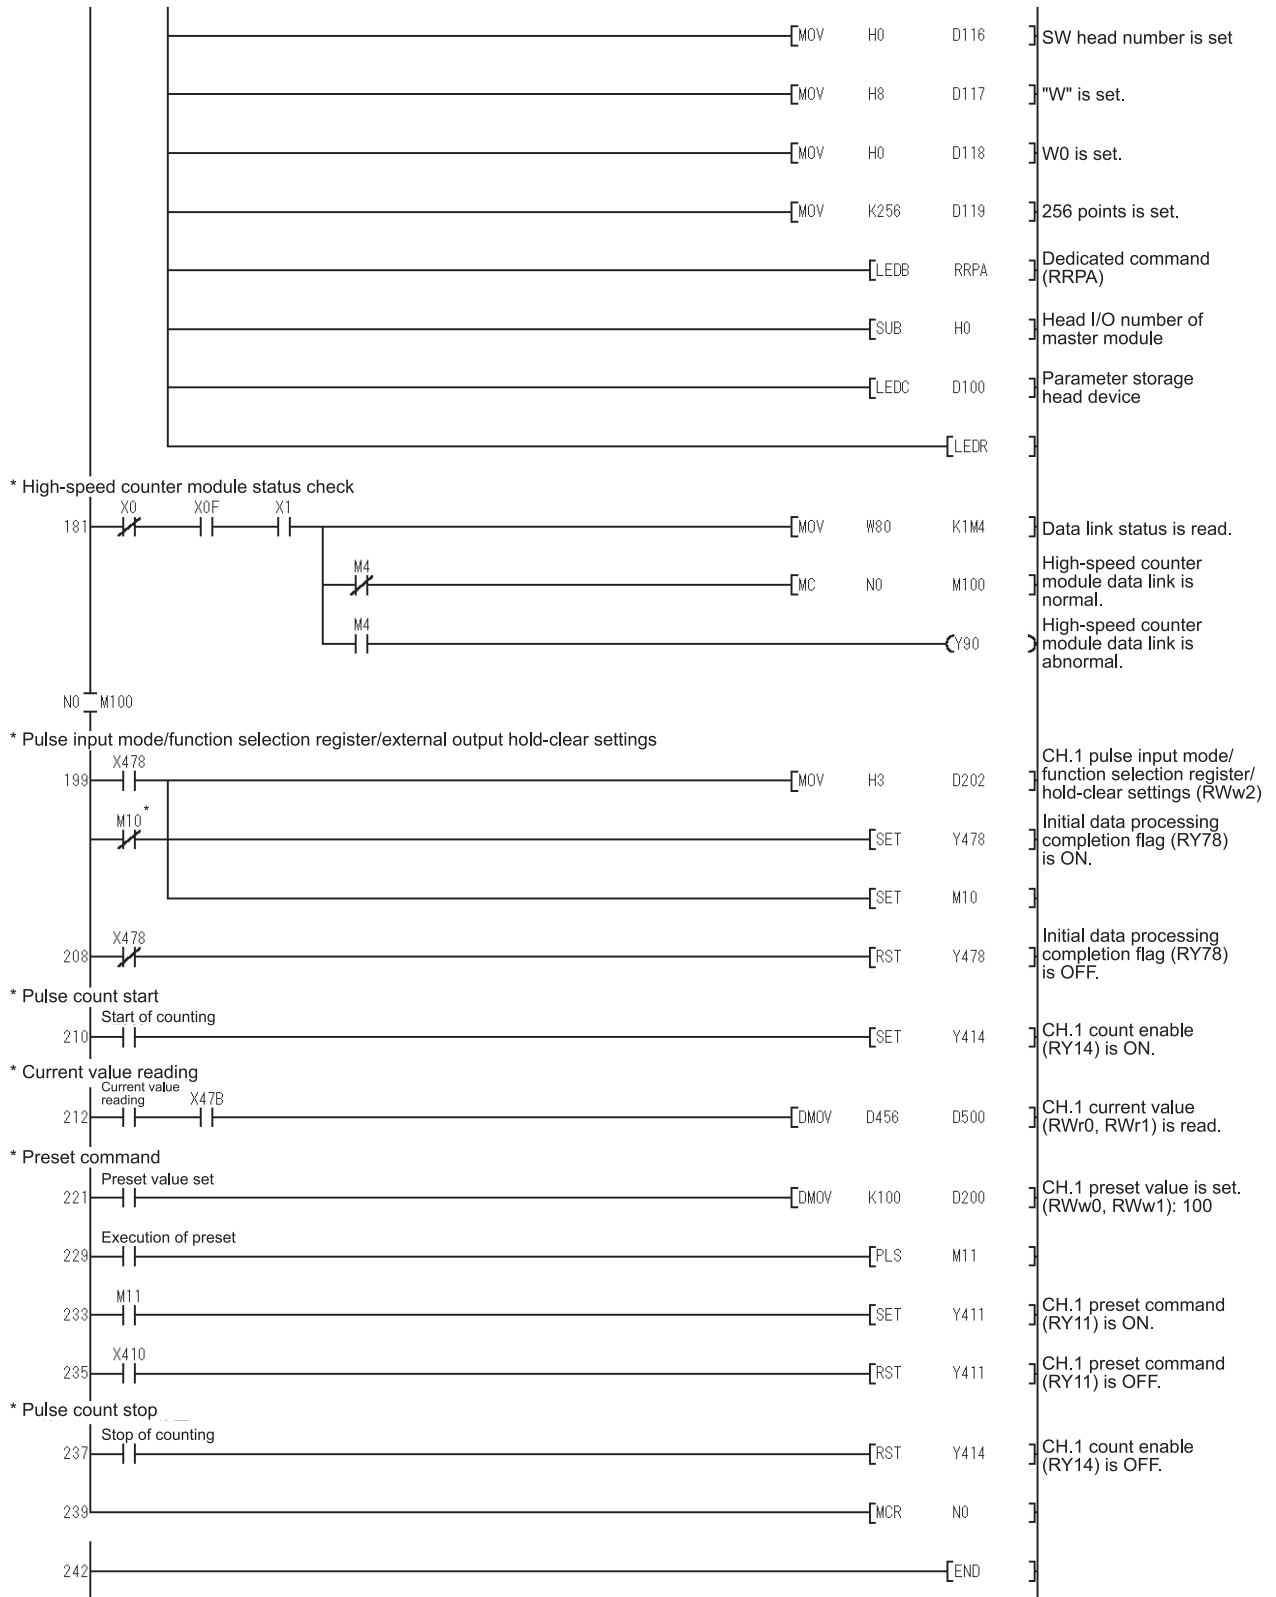 [MOV H0 D116] SW head number is set
[MOV H8 D117] "W" is set.
[MOV H0 D118] W0 is set.
[MOV K256 D119] 256 points is set.
[LEDB RRPA] Dedicated command
(RRPA)
[SUB H0] Head I/O number of
master module
[LEDC D100] Parameter storage
head device
[LEDR]
* High-speed counter module status check
X0 X0F X1
181 [MOV W80 K1M4] Data link status is read.
M4
[MC N0 M100] High-speed counter
module data link is
normal.
M4
(Y90) High-speed counter
module data link is
abnormal.
N0 M100
* Pulse input mode/function selection register/external output hold-clear settings
X478
199 [MOV H3 D202] CH.1 pulse input mode/
function selection register/
hold-clear settings (RWw2)
M10 *
[SET Y478] Initial data processing
completion flag (RY78)
is ON.
[SET M10]
X478
208 [RST Y478] Initial data processing
completion flag (RY78)
is OFF.
* Pulse count start
Start of counting
210 [SET Y414] CH.1 count enable
(RY14) is ON.
* Current value reading
Current value
reading X47B
212 [DMOV D456 D500] CH.1 current value
(RWr0, RWr1) is read.
* Preset command
Preset value set
221 [DMOV K100 D200] CH.1 preset value is set.
(RWw0, RWw1): 100
Execution of preset
229 [PLS M11]
M11
233 [SET Y411] CH.1 preset command
(RY11) is ON.
X410
235 [RST Y411] CH.1 preset command
(RY11) is OFF.
* Pulse count stop
Stop of counting
237 [RST Y414] CH.1 count enable
(RY14) is OFF.
239 [MCR N0]
242 [END]